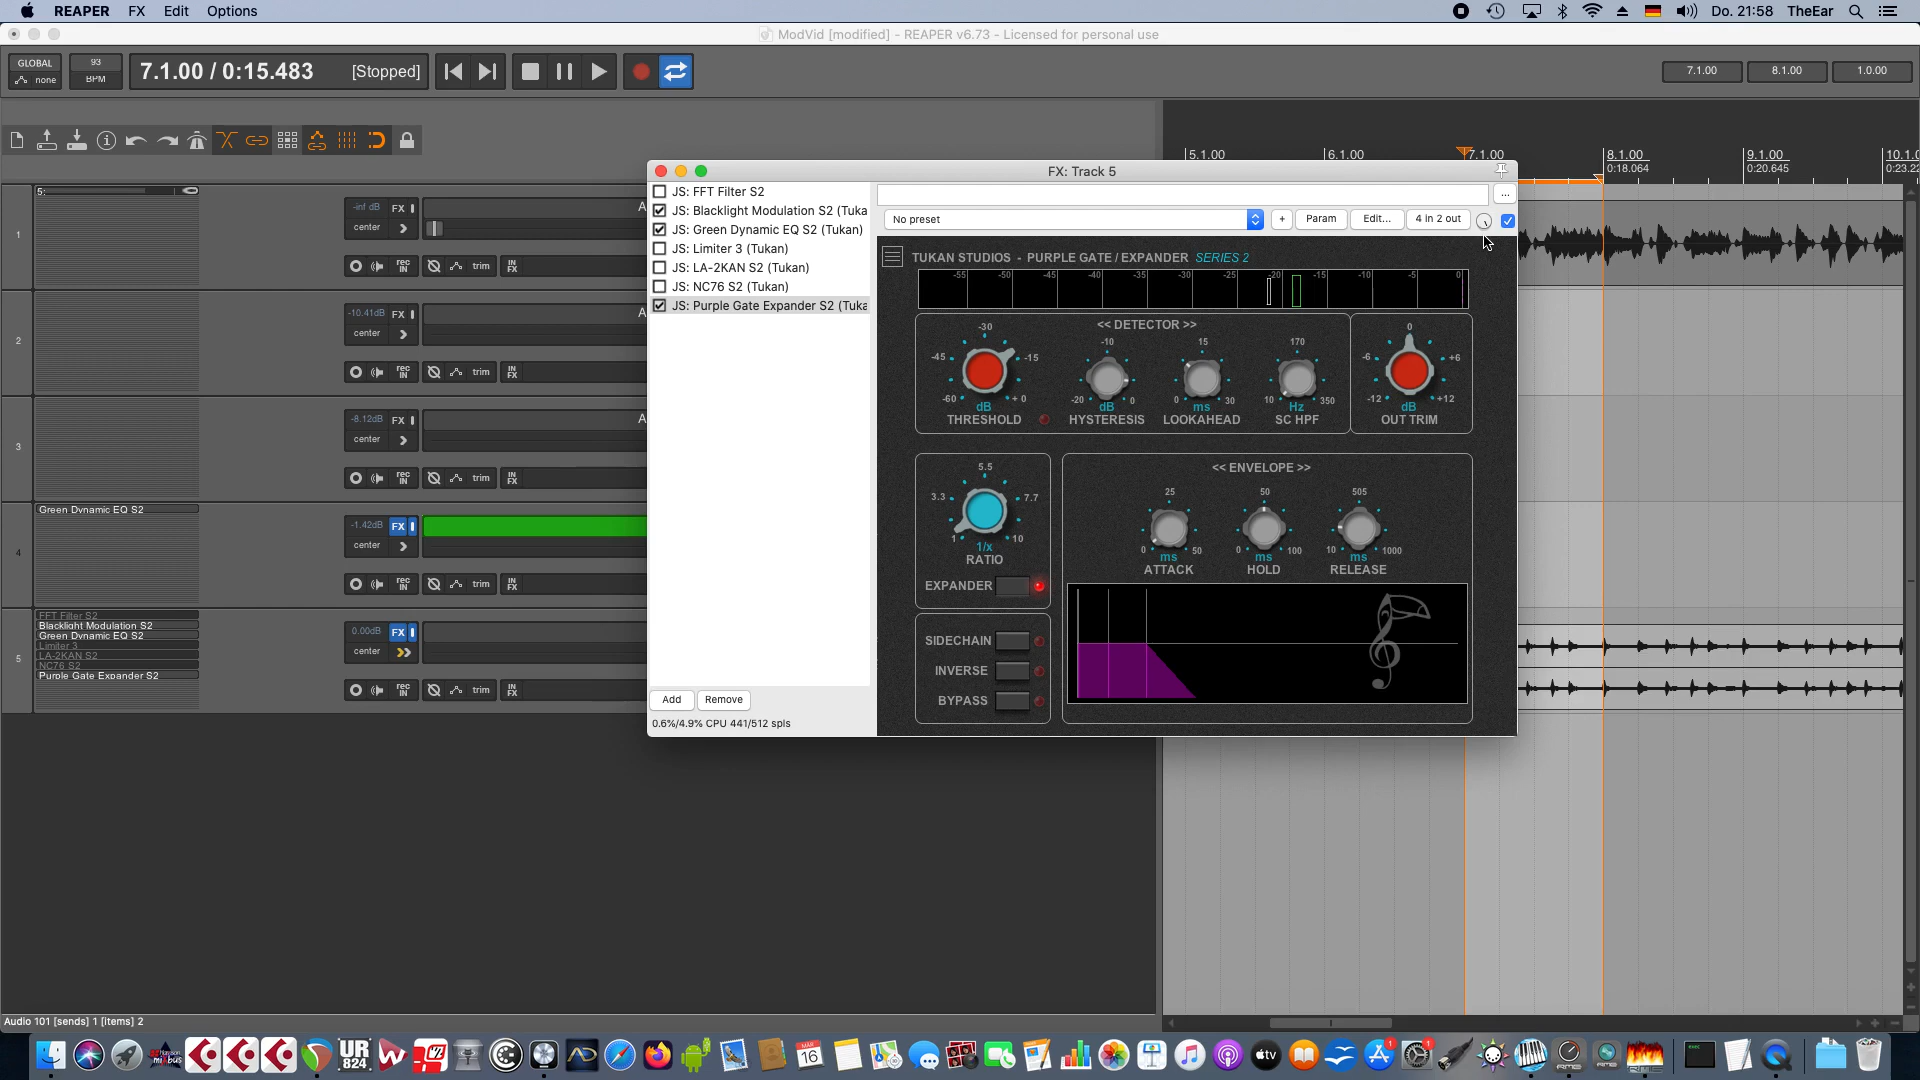 REAPER FX Edit Options
Do. 21:58 TheEar
ModVid [modified] - REAPER v6.73 - Licensed for personal use
GLOBAL
none
93
BPM
7.1.00 / 0:15.483 [Stopped]
7.1.00 8.1.00 1.0.00
5.1.00 6.1.00 7.1.00 8.1.00 9.1.00
0:18.064 0:20.645
FX: Track 5
JS: FFT Filter S2
JS: Blacklight Modulation S2 (Tuka
JS: Green Dynamic EQ S2 (Tukan)
JS: Limiter 3 (Tukan)
JS: LA-2KAN S2 (Tukan)
JS: NC76 S2 (Tukan)
JS: Purple Gate Expander S2 (Tuka
Add Remove
0.6%/4.9% CPU 441/512 spls
...
No preset
+ Param Edit... 4 in 2 out
TUKAN STUDIOS - PURPLE GATE / EXPANDER SERIES 2
-55 -50 -45 -40 -35 -30 -25 -20 -15 -10 -5 0
<< DETECTOR >>
-30
-45 -15
-60 + 0
dB
THRESHOLD
-10
-20 0
dB
HYSTERESIS
15
0 30
ms
LOOKAHEAD
170
10 350
Hz
SC HPF
0
-6 +6
-12 +12
dB
OUT TRIM
5.5
3.3 7.7
1 10
1/x
RATIO
EXPANDER
SIDECHAIN
INVERSE
BYPASS
<< ENVELOPE >>
25
0 50
ms
ATTACK
50
0 100
ms
HOLD
505
10 1000
ms
RELEASE
5:
1
-inf dB FX
center
rec
IN
trim
IN
FX
2
-10.41dB FX
center
rec
IN
trim
IN
FX
3
-8.12dB FX
center
rec
IN
trim
IN
FX
Green Dynamic EQ S2
4
-1.42dB FX
center
rec
IN
trim
IN
FX
FFT Filter S2
Blacklight Modulation S2
Green Dynamic EQ S2
Limiter 3
LA-2KAN S2
NC76 S2
Purple Gate Expander S2
5
0.00dB FX
center
rec
IN
trim
IN
FX
Audio 101 [sends] 1 [items] 2
UR
824
MÄRZ
16
tv